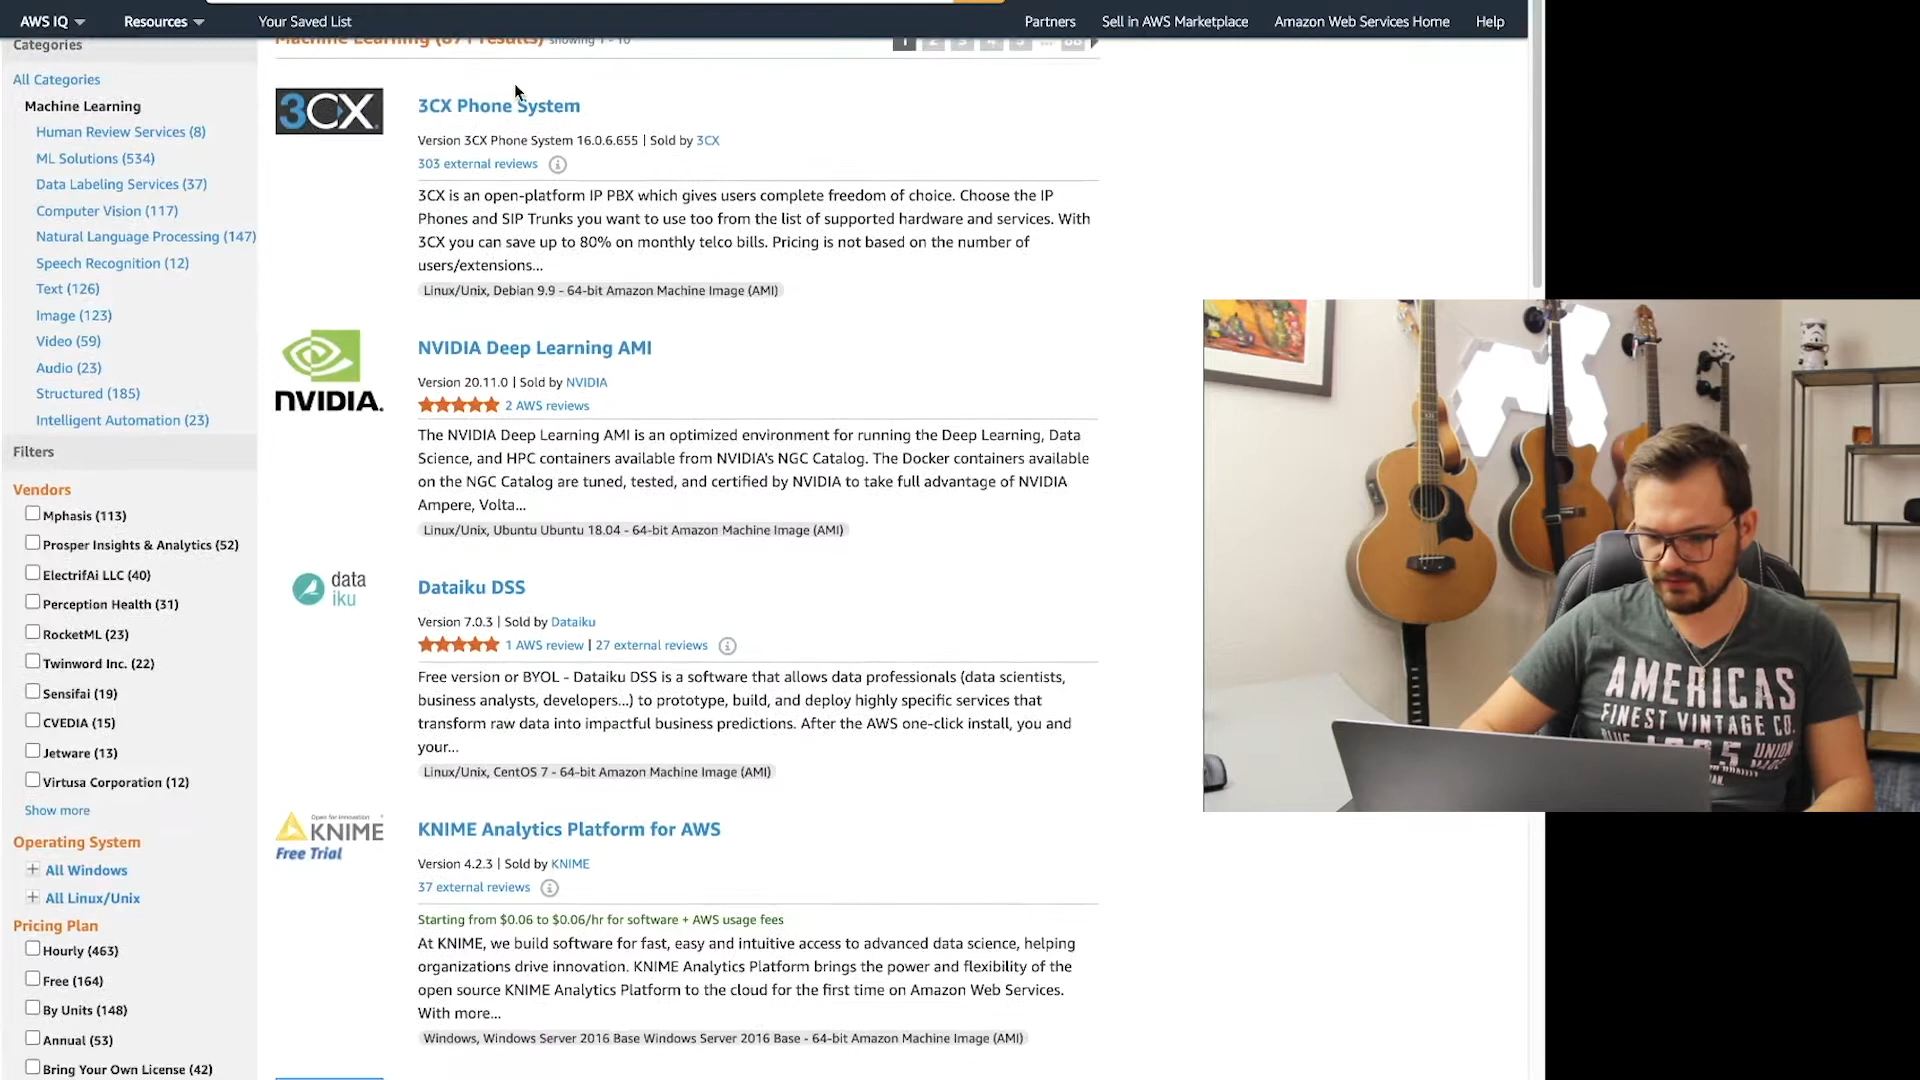 AWS IQ
Resources
Your Saved List
Partners
Sell in AWS Marketplace
Amazon Web Services Home
Help
Categories
All Categories
Machine Learning
Human Review Services (8)
ML Solutions (534)
Data Labeling Services (37)
Computer Vision (117)
Natural Language Processing (147)
Speech Recognition (12)
Text (126)
Image (123)
Video (59)
Audio (23)
Structured (185)
Intelligent Automation (23)
Filters
Vendors
Mphasis (113)
Prosper Insights & Analytics (52)
ElectrifAi LLC (40)
Perception Health (31)
RocketML (23)
Twinword Inc. (22)
Sensifai (19)
CVEDIA (15)
Jetware (13)
Virtusa Corporation (12)
Show more
Operating System
All Windows
All Linux/Unix
Pricing Plan
Hourly (463)
Free (164)
By Units (148)
Annual (53)
Bring Your Own License (42)
3CX
3CX Phone System
Version 3CX Phone System 16.0.6.655 | Sold by 3CX
303 external reviews
3CX is an open-platform IP PBX which gives users complete freedom of choice. Choose the IP
Phones and SIP Trunks you want to use too from the list of supported hardware and services. With
3CX you can save up to 80% on monthly telco bills. Pricing is not based on the number of
users/extensions...
Linux/Unix, Debian 9.9 - 64-bit Amazon Machine Image (AMI)
NVIDIA.
NVIDIA Deep Learning AMI
Version 20.11.0 | Sold by NVIDIA
2 AWS reviews
The NVIDIA Deep Learning AMI is an optimized environment for running the Deep Learning, Data
Science, and HPC containers available from NVIDIA's NGC Catalog. The Docker containers available
on the NGC Catalog are tuned, tested, and certified by NVIDIA to take full advantage of NVIDIA
Ampere, Volta...
Linux/Unix, Ubuntu Ubuntu 18.04 - 64-bit Amazon Machine Image (AMI)
data
iku
Dataiku DSS
Version 7.0.3 | Sold by Dataiku
1 AWS review | 27 external reviews
Free version or BYOL - Dataiku DSS is a software that allows data professionals (data scientists,
business analysts, developers...) to prototype, build, and deploy highly specific services that
transform raw data into impactful business predictions. After the AWS one-click install, you and
your...
Linux/Unix, CentOS 7 - 64-bit Amazon Machine Image (AMI)
Open for Innovation
KNIME
Free Trial
KNIME Analytics Platform for AWS
Version 4.2.3 | Sold by KNIME
37 external reviews
Starting from $0.06 to $0.06/hr for software + AWS usage fees
At KNIME, we build software for fast, easy and intuitive access to advanced data science, helping
organizations drive innovation. KNIME Analytics Platform brings the power and flexibility of the
open source KNIME Analytics Platform to the cloud for the first time on Amazon Web Services.
With more...
Windows, Windows Server 2016 Base Windows Server 2016 Base - 64-bit Amazon Machine Image (AMI)
AMERICAS
FINEST VINTAGE CO.
UNION